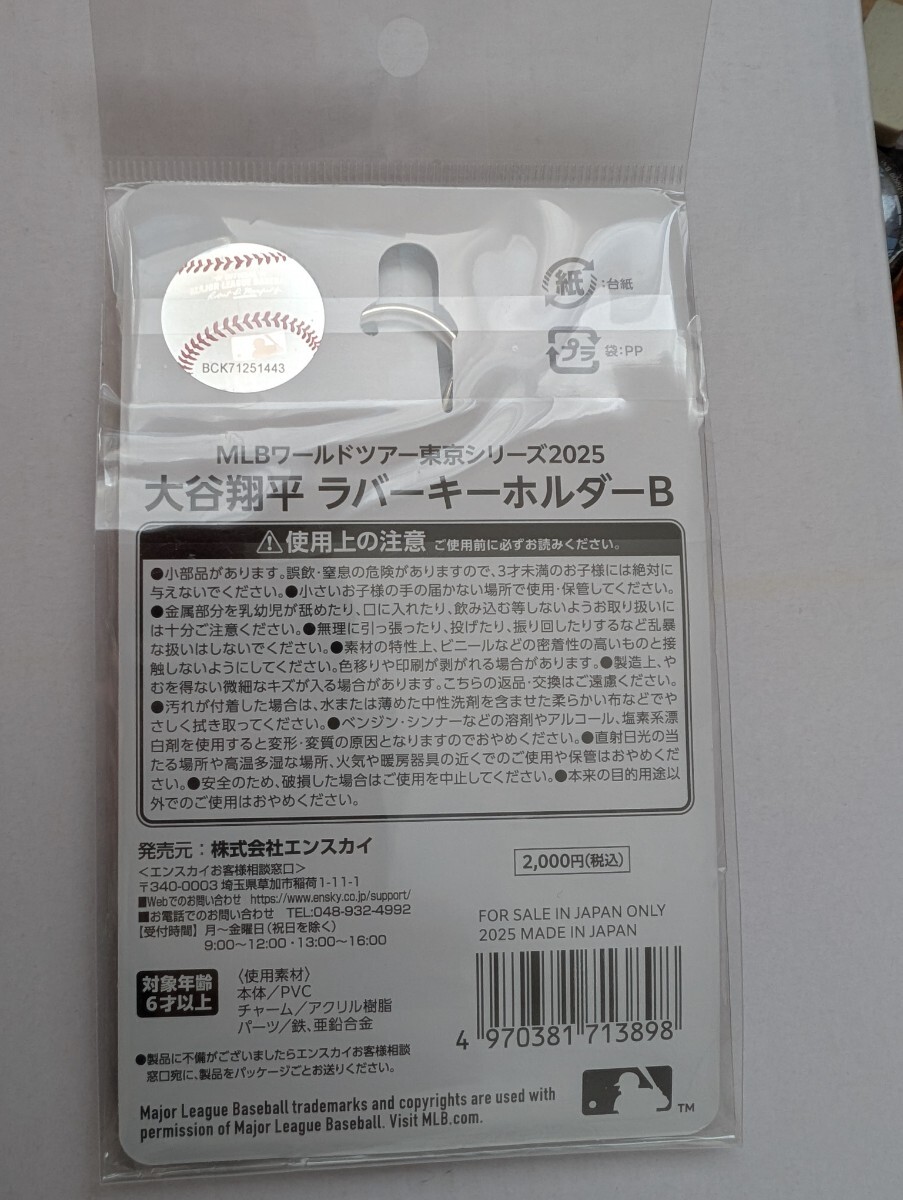 MAJOR LEAGUE BASEBALL
BCK71251443
紙 :台紙
プラ 袋:PP
MLBワールドツアー東京シリーズ2025
大谷翔平 ラバーキーホルダーB
使用上の注意 ご使用前に必ずお読みください。
●小部品があります。誤飲・窒息の危険がありますので、3才未満のお子様には絶対に
与えないでください。●小さいお子様の手の届かない場所で使用・保管してください。
●金属部分を乳幼児が舐めたり、口に入れたり、飲み込む等しないようお取り扱いに
は十分ご注意ください。●無理に引っ張ったり、投げたり、振り回したりするなど乱暴
な扱いはしないでください。●素材の特性上、ビニールなどの密着性の高いものと接
触しないようにしてください。色移りや印刷が剥がれる場合があります。●製造上、や
むを得ない微細なキズが入る場合があります。こちらの返品・交換はご遠慮ください。
●汚れが付着した場合は、水または薄めた中性洗剤を含ませた柔らかい布などでや
さしく拭き取ってください。●ベンジン・シンナーなどの溶剤やアルコール、塩素系漂
白剤を使用すると変形・変質の原因となりますのでおやめください。●直射日光の当
たる場所や高温多湿な場所、火気や暖房器具の近くでのご使用や保管はおやめくだ
さい。●安全のため、破損した場合はご使用を中止してください。●本来の目的用途以
外でのご使用はおやめください。
発売元：株式会社エンスカイ
＜エンスカイお客様相談窓口＞
〒340-0003 埼玉県草加市稲荷1-11-1
■Webでのお問い合わせ https://www.ensky.co.jp/support/
■お電話でのお問い合わせ TEL:048-932-4992
【受付時間】月〜金曜日（祝日を除く）
9:00〜12:00・13:00〜16:00
2,000円(税込)
FOR SALE IN JAPAN ONLY
2025 MADE IN JAPAN
対象年齢
6才以上
〈使用素材〉
本体／PVC
チャーム／アクリル樹脂
パーツ／鉄、亜鉛合金
4 970381 713898
●製品に不備がございましたらエンスカイお客様相談
窓口宛に、製品をパッケージごとお送りください。
Major League Baseball trademarks and copyrights are used with
permission of Major League Baseball. Visit MLB.com.
TM